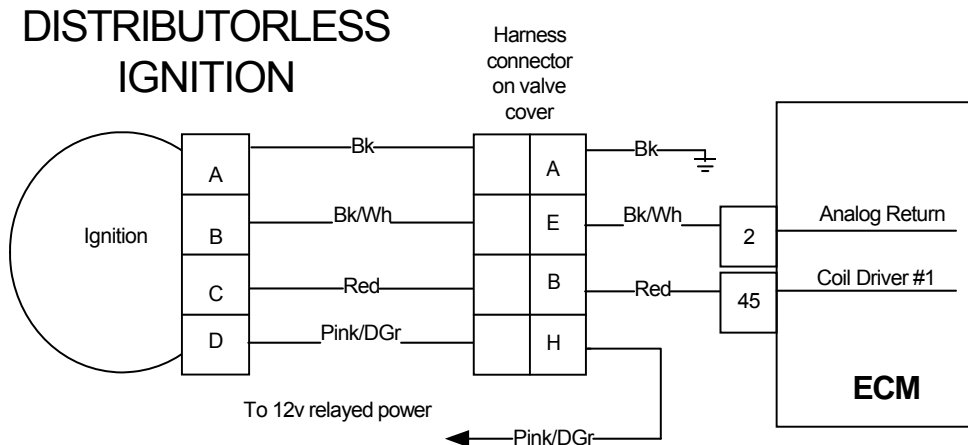 DISTRIBUTORLESS
IGNITION
Harness
connector
on valve
cover
Ignition
A
Bk
A
Bk
B
Bk/Wh
E
Bk/Wh
2
Analog Return
C
Red
B
Red
45
Coil Driver #1
D
Pink/DGr
H
ECM
To 12v relayed power
Pink/DGr